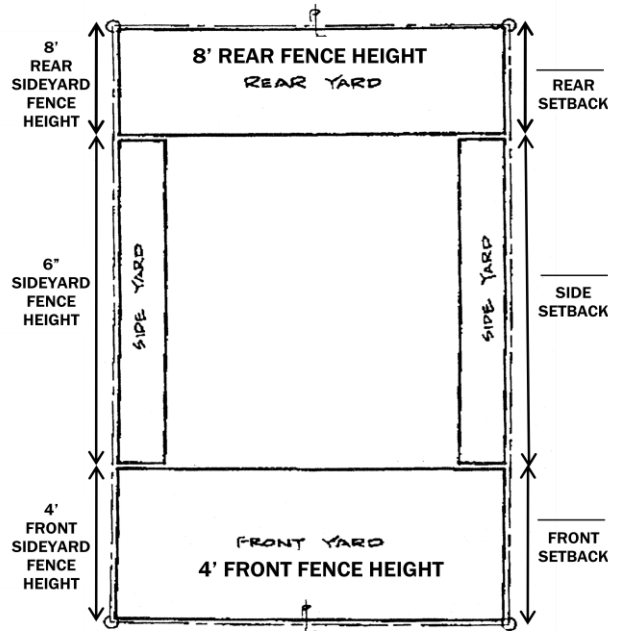 8'
REAR
SIDEYARD
FENCE
HEIGHT
8' REAR FENCE HEIGHT
REAR YARD
REAR
SETBACK
6"
SIDEYARD
FENCE
HEIGHT
SIDE YARD
SIDE YARD
SIDE
SETBACK
4'
FRONT
SIDEYARD
FENCE
HEIGHT
FRONT YARD
4' FRONT FENCE HEIGHT
FRONT
SETBACK